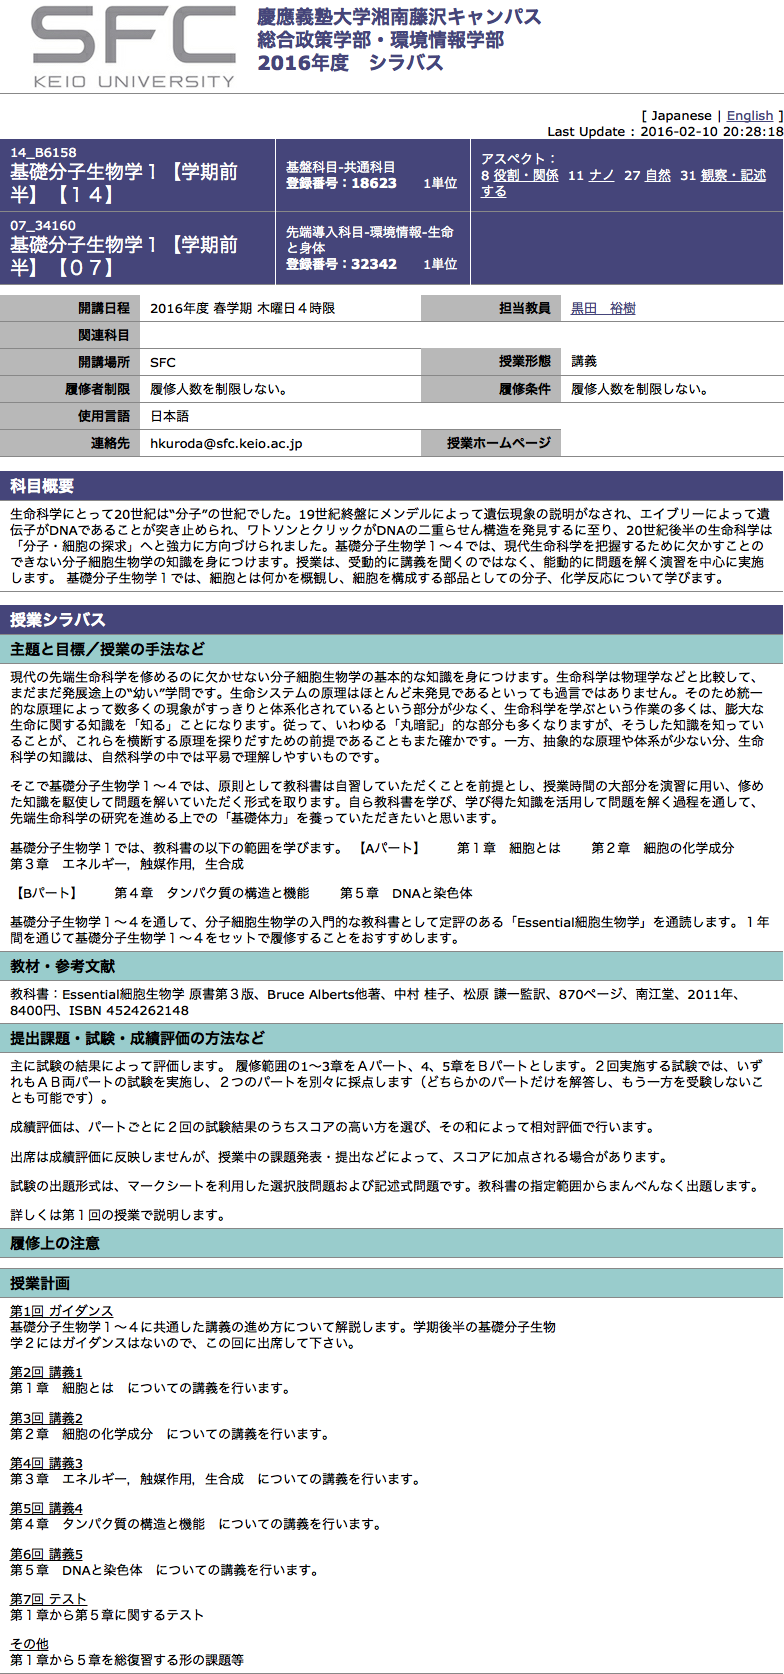 SFC
KEIO UNIVERSITY
慶應義塾大学湘南藤沢キャンパス
総合政策学部・環境情報学部
2016年度　シラバス
[ Japanese | English ]
Last Update : 2016-02-10 20:28:18
14_B6158
基礎分子生物学１【学期前
半】【１４】
基盤科目-共通科目
登録番号：18623　　1単位
アスペクト：
8 役割・関係 11 ナノ 27 自然 31 観察・記述
する
07_34160
基礎分子生物学１【学期前
半】【０７】
先端導入科目-環境情報-生命
と身体
登録番号：32342　　1単位
開講日程　2016年度 春学期 木曜日４時限　担当教員　黒田　裕樹
関連科目
開講場所　SFC　授業形態　講義
履修者制限　履修人数を制限しない。　履修条件　履修人数を制限しない。
使用言語　日本語
連絡先　hkuroda@sfc.keio.ac.jp　授業ホームページ
科目概要
生命科学にとって20世紀は“分子”の世紀でした。19世紀終盤にメンデルによって遺伝現象の説明がなされ、エイブリーによって遺
伝子がDNAであることが突き止められ、ワトソンとクリックがDNAの二重らせん構造を発見するに至り、20世紀後半の生命科学は
「分子・細胞の探求」へと強力に方向づけられました。基礎分子生物学１〜４では、現代生命科学を把握するために欠かすことの
できない分子細胞生物学の知識を身につけます。授業は、受動的に講義を聞くのではなく、能動的に問題を解く演習を中心に実施
します。 基礎分子生物学１では、細胞とは何かを概観し、細胞を構成する部品としての分子、化学反応について学びます。
授業シラバス
主題と目標／授業の手法など
現代の先端生命科学を修めるのに欠かせない分子細胞生物学の基本的な知識を身につけます。生命科学は物理学などと比較して、
まだまだ発展途上の“幼い”学問です。生命システムの原理はほとんど未発見であるといっても過言ではありません。そのため統一
的な原理によって数多くの現象がすっきりと体系化されているという部分が少なく、生命科学を学ぶという作業の多くは、膨大な
生命に関する知識を「知る」ことになります。従って、いわゆる「丸暗記」的な部分も多くなりますが、そうした知識を知ってい
ることが、これらを横断する原理を探りだすための前提であることもまた確かです。一方、抽象的な原理や体系が少ない分、生命
科学の知識は、自然科学の中では平易で理解しやすいものです。
そこで基礎分子生物学１〜４では、原則として教科書は自習していただくことを前提とし、授業時間の大部分を演習に用い、修め
た知識を駆使して問題を解いていただく形式を取ります。自ら教科書を学び、学び得た知識を活用して問題を解く過程を通して、
先端生命科学の研究を進める上での「基礎体力」を養っていただきたいと思います。
基礎分子生物学１では、教科書の以下の範囲を学びます。 【Aパート】　　第１章　細胞とは　　第２章　細胞の化学成分
第３章　エネルギー，触媒作用，生合成
【Bパート】　　第４章　タンパク質の構造と機能　　第５章　DNAと染色体
基礎分子生物学１〜４を通して、分子細胞生物学の入門的な教科書として定評のある「Essential細胞生物学」を通読します。１年
間を通じて基礎分子生物学１〜４をセットで履修することをおすすめします。
教材・参考文献
教科書：Essential細胞生物学 原書第３版、Bruce Alberts他著、中村 桂子、松原 謙一監訳、870ページ、南江堂、2011年、
8400円、ISBN 4524262148
提出課題・試験・成績評価の方法など
主に試験の結果によって評価します。 履修範囲の1〜3章をＡパート、4、5章をＢパートとします。２回実施する試験では、いず
れもＡＢ両パートの試験を実施し、２つのパートを別々に採点します（どちらかのパートだけを解答し、もう一方を受験しないこ
とも可能です）。
成績評価は、パートごとに２回の試験結果のうちスコアの高い方を選び、その和によって相対評価で行います。
出席は成績評価に反映しませんが、授業中の課題発表・提出などによって、スコアに加点される場合があります。
試験の出題形式は、マークシートを利用した選択肢問題および記述式問題です。教科書の指定範囲からまんべんなく出題します。
詳しくは第１回の授業で説明します。
履修上の注意
授業計画
第1回 ガイダンス
基礎分子生物学１〜４に共通した講義の進め方について解説します。学期後半の基礎分子生物
学２にはガイダンスはないので、この回に出席して下さい。
第2回 講義1
第１章　細胞とは　についての講義を行います。
第3回 講義2
第２章　細胞の化学成分　についての講義を行います。
第4回 講義3
第３章　エネルギー，触媒作用，生合成　についての講義を行います。
第5回 講義4
第４章　タンパク質の構造と機能　についての講義を行います。
第6回 講義5
第５章　DNAと染色体　についての講義を行います。
第7回 テスト
第１章から第５章に関するテスト
その他
第１章から５章を総復習する形の課題等